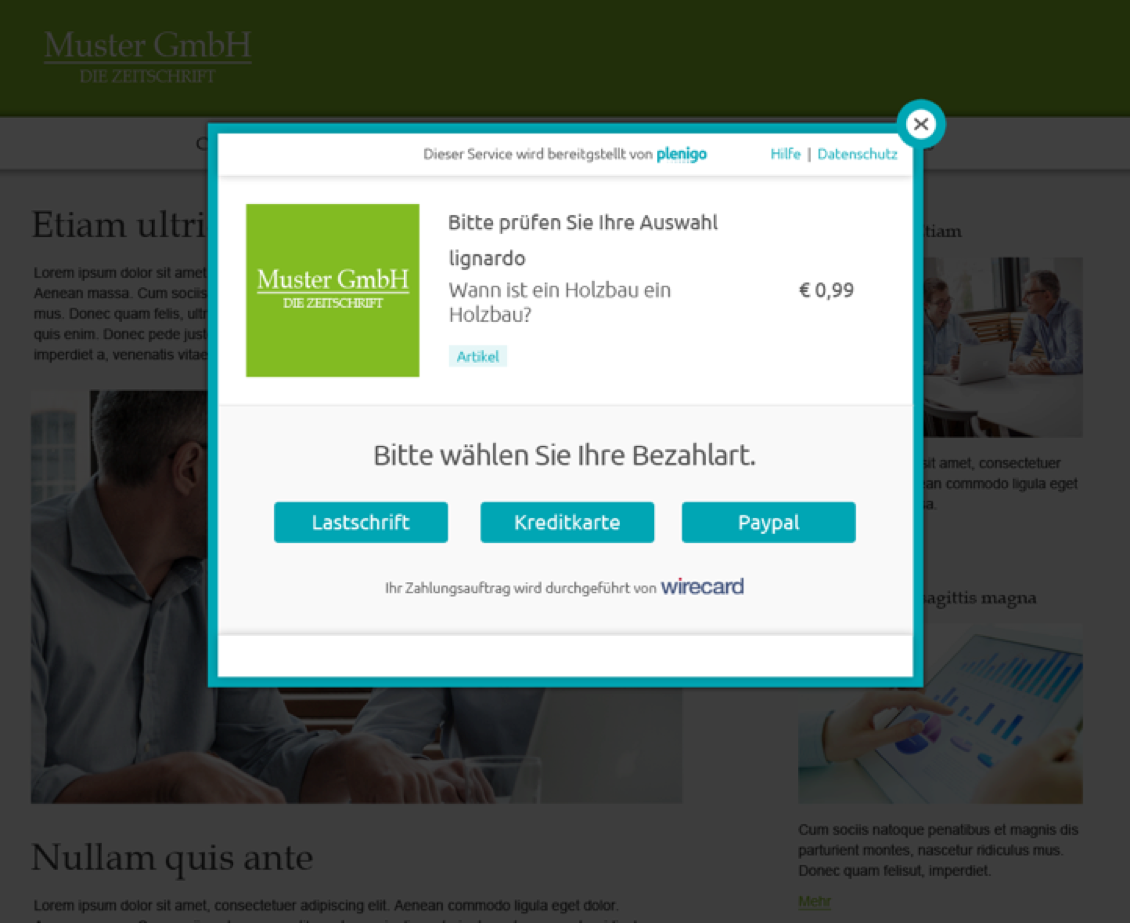 Muster GmbH
DIE ZEITSCHRIFT
Dieser Service wird bereitgstellt von plenigo
Hilfe | Datenschutz
Muster GmbH
DIE ZEITSCHRIFT
Bitte prüfen Sie Ihre Auswahl
lignardo
Wann ist ein Holzbau ein
Holzbau?
€ 0,99
Artikel
Bitte wählen Sie Ihre Bezahlart.
Lastschrift
Kreditkarte
Paypal
Ihr Zahlungsauftrag wird durchgeführt von wirecard
Etiam ultri
Lorem ipsum dolor sit amet
Aenean massa. Cum sociis
mus. Donec quam felis, ultr
quis enim. Donec pede just
imperdiet a, venenatis vitae
Nullam quis ante
Lorem ipsum dolor sit amet, consectetuer adipiscing elit. Aenean commodo ligula eget dolor.
tiam
sit amet, consectetuer
ean commodo ligula eget
sa.
sagittis magna
Cum sociis natoque penatibus et magnis dis
parturient montes, nascetur ridiculus mus.
Donec quam felisut, imperdiet.
Mehr